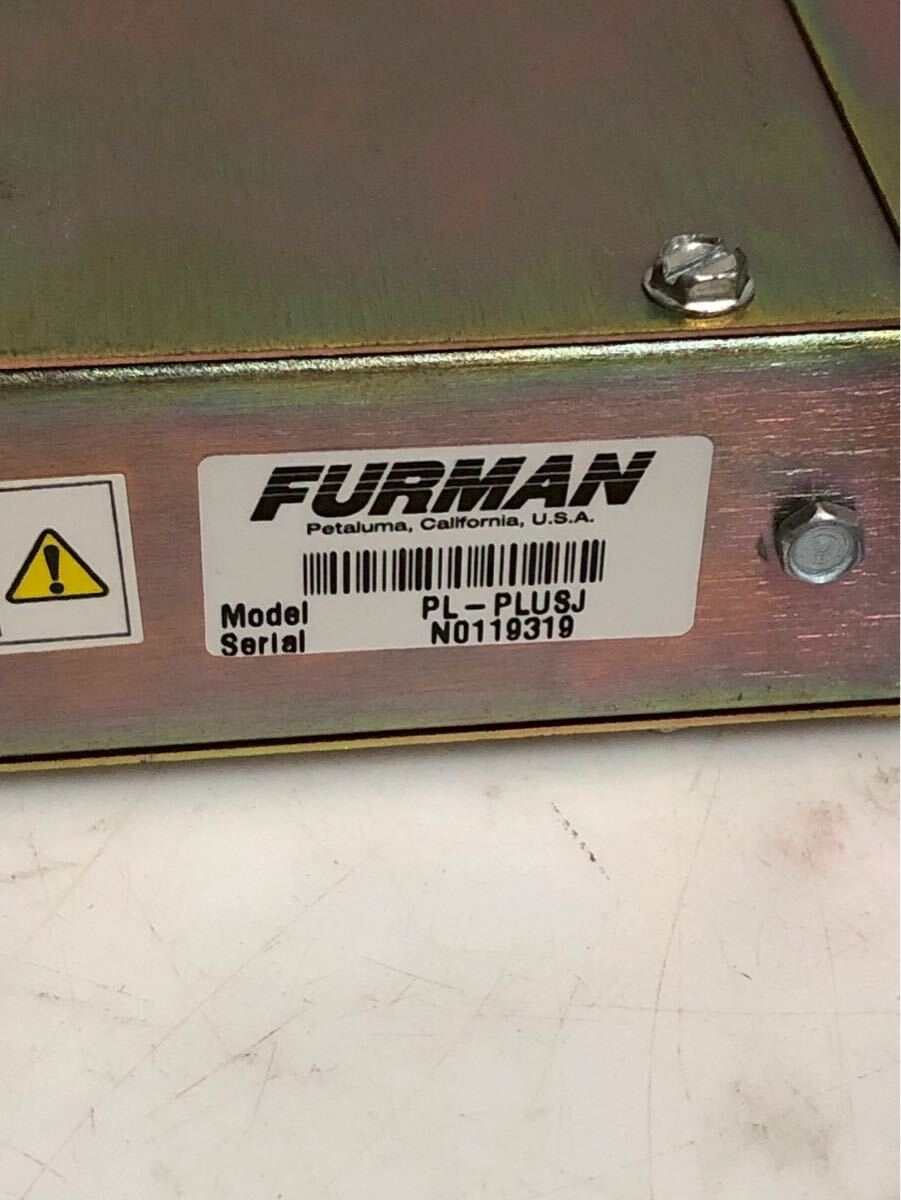 FURMAN
Petaluma, California, U.S.A.
Model PL-PLUSJ
Serial N0119319